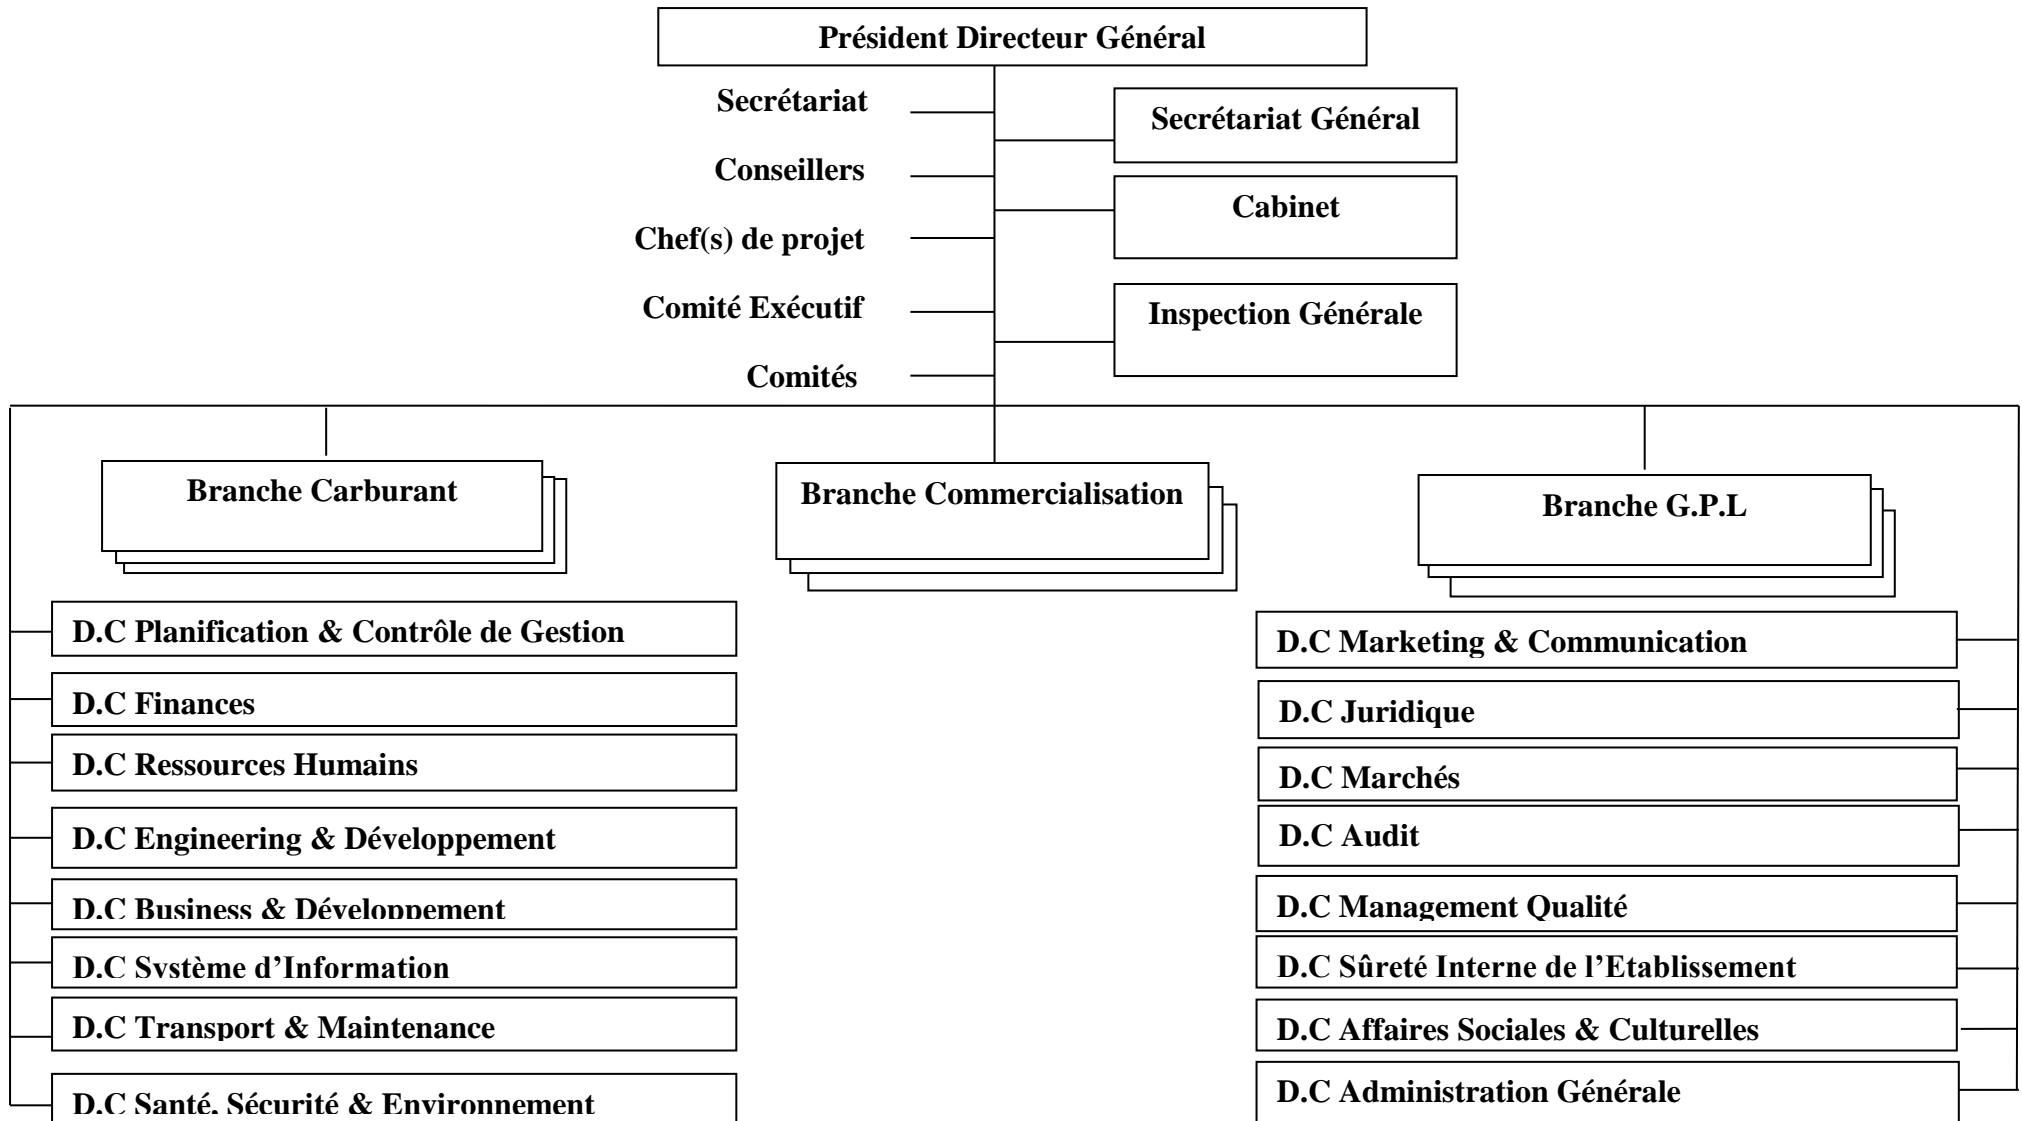 Président Directeur Général
Secrétariat
Conseillers
Chef(s) de projet
Comité Exécutif
Comités
Secrétariat Général
Cabinet
Inspection Générale
Branche Carburant
Branche Commercialisation
Branche G.P.L
D.C Planification & Contrôle de Gestion
D.C Finances
D.C Ressources Humains
D.C Engineering & Développement
D.C Business & Développement
D.C Système d’Information
D.C Transport & Maintenance
D.C Santé, Sécurité & Environnement
D.C Marketing & Communication
D.C Juridique
D.C Marchés
D.C Audit
D.C Management Qualité
D.C Sûreté Interne de l’Etablissement
D.C Affaires Sociales & Culturelles
D.C Administration Générale